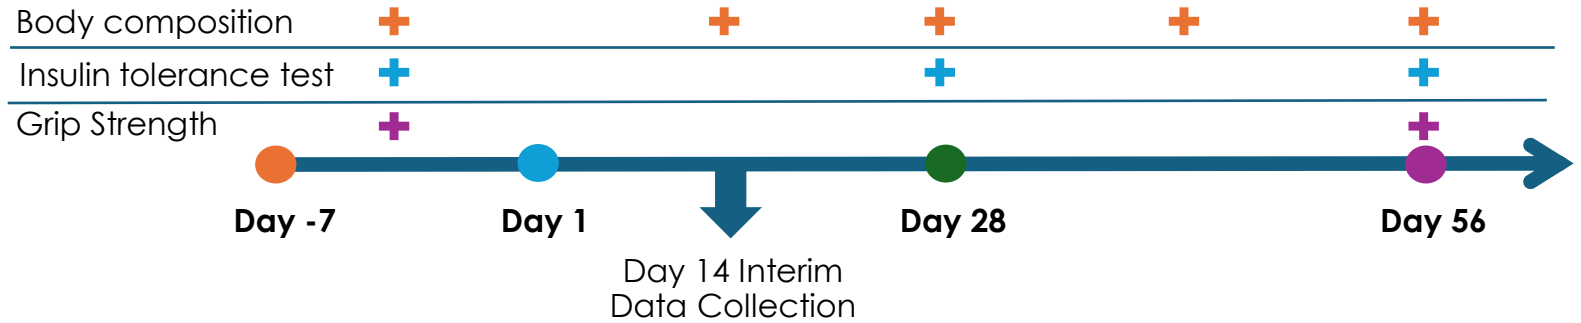 Body composition
Insulin tolerance test
Grip Strength
Day -7
Day 1
Day 28
Day 56
Day 14 Interim
Data Collection